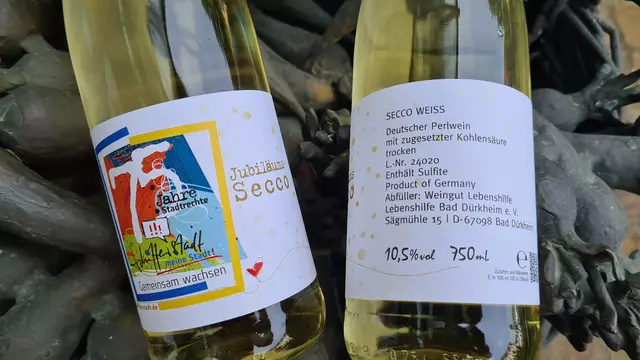 Jahre
Stadtrechte
!!!
Schifferstadt
meine Stadt!
Gemeinsam wachsen
Jubiläums
Secco
SECCO WEISS
Deutscher Perlwein
mit zugesetzter Kohlensäure
trocken
L.-Nr. 24020
Enthält Sulfite
Product of Germany
Abfüller: Weingut Lebenshilfe
Lebenshilfe Bad Dürkheim e. V.
Sägmühle 15 | D-67098 Bad Dürkheim
10,5%vol 750ml
e